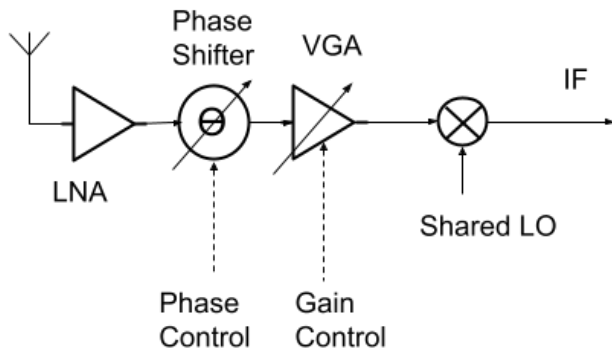 Phase
Shifter
VGA
IF
θ
LNA
Shared LO
Phase
Control
Gain
Control